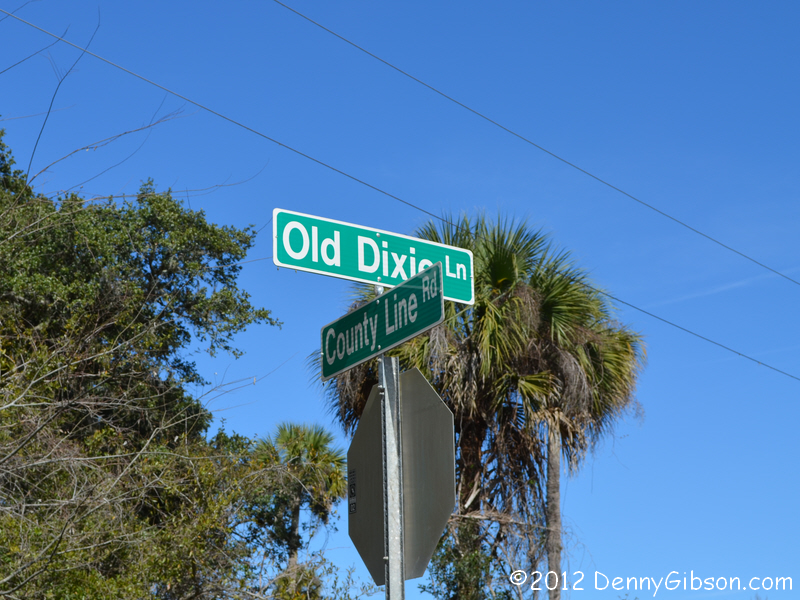 Old Dixie Ln
County Line Rd
©2012 DennyGibson.com